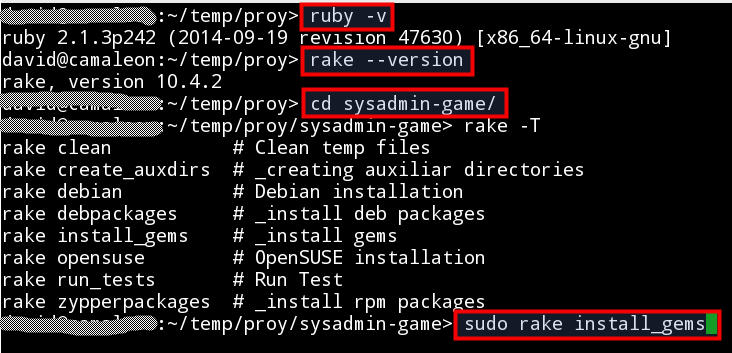 :~/temp/proy> ruby -v
ruby 2.1.3p242 (2014-09-19 revision 47630) [x86_64-linux-gnu]
david@camaleon:~/temp/proy> rake --version
rake, version 10.4.2
:~/temp/proy> cd sysadmin-game/
:~/temp/proy/sysadmin-game> rake -T
rake clean           # Clean temp files
rake create_auxdirs  # _creating auxiliar directories
rake debian          # Debian installation
rake debpackages     # _install deb packages
rake install_gems    # _install gems
rake opensuse        # OpenSUSE installation
rake run_tests       # Run Test
rake zypperpackages  # _install rpm packages
:~/temp/proy/sysadmin-game> sudo rake install_gems